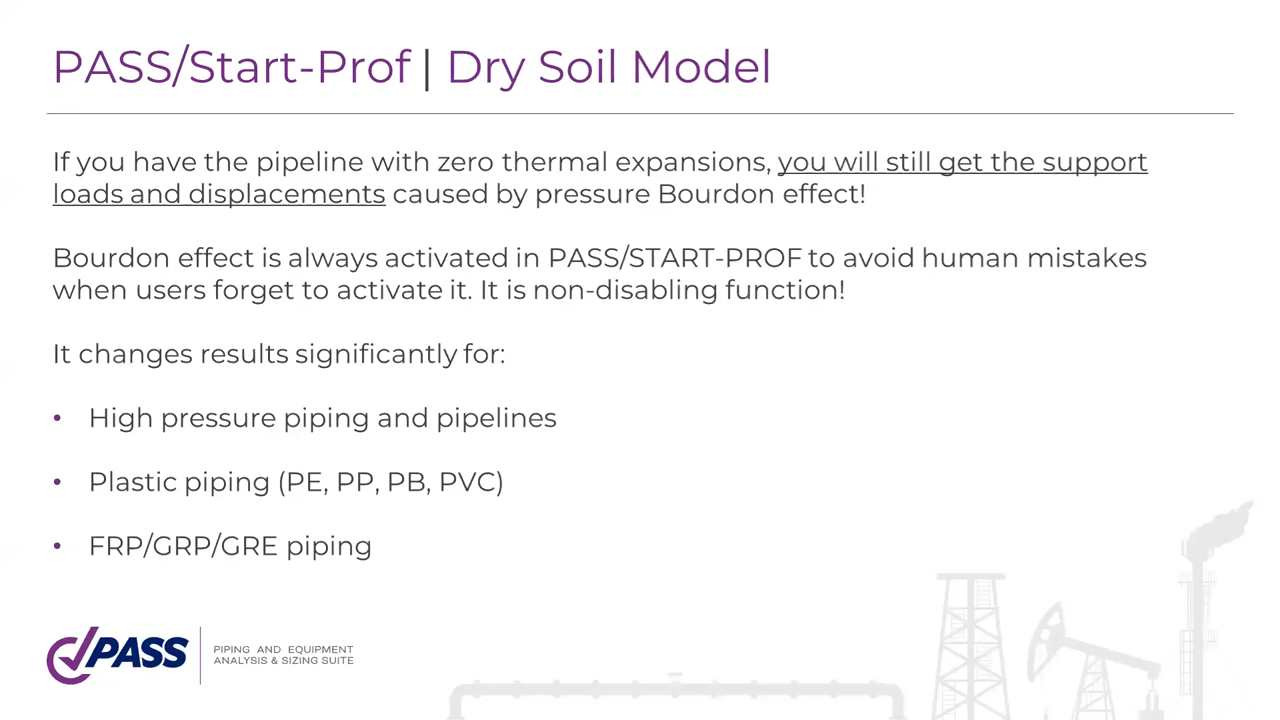 PASS/Start-Prof | Dry Soil Model
If you have the pipeline with zero thermal expansions, you will still get the support
loads and displacements caused by pressure Bourdon effect!
Bourdon effect is always activated in PASS/START-PROF to avoid human mistakes
when users forget to activate it. It is non-disabling function!
It changes results significantly for:
• High pressure piping and pipelines
• Plastic piping (PE, PP, PB, PVC)
• FRP/GRP/GRE piping
PASS
PIPING AND EQUIPMENT
ANALYSIS & SIZING SUITE